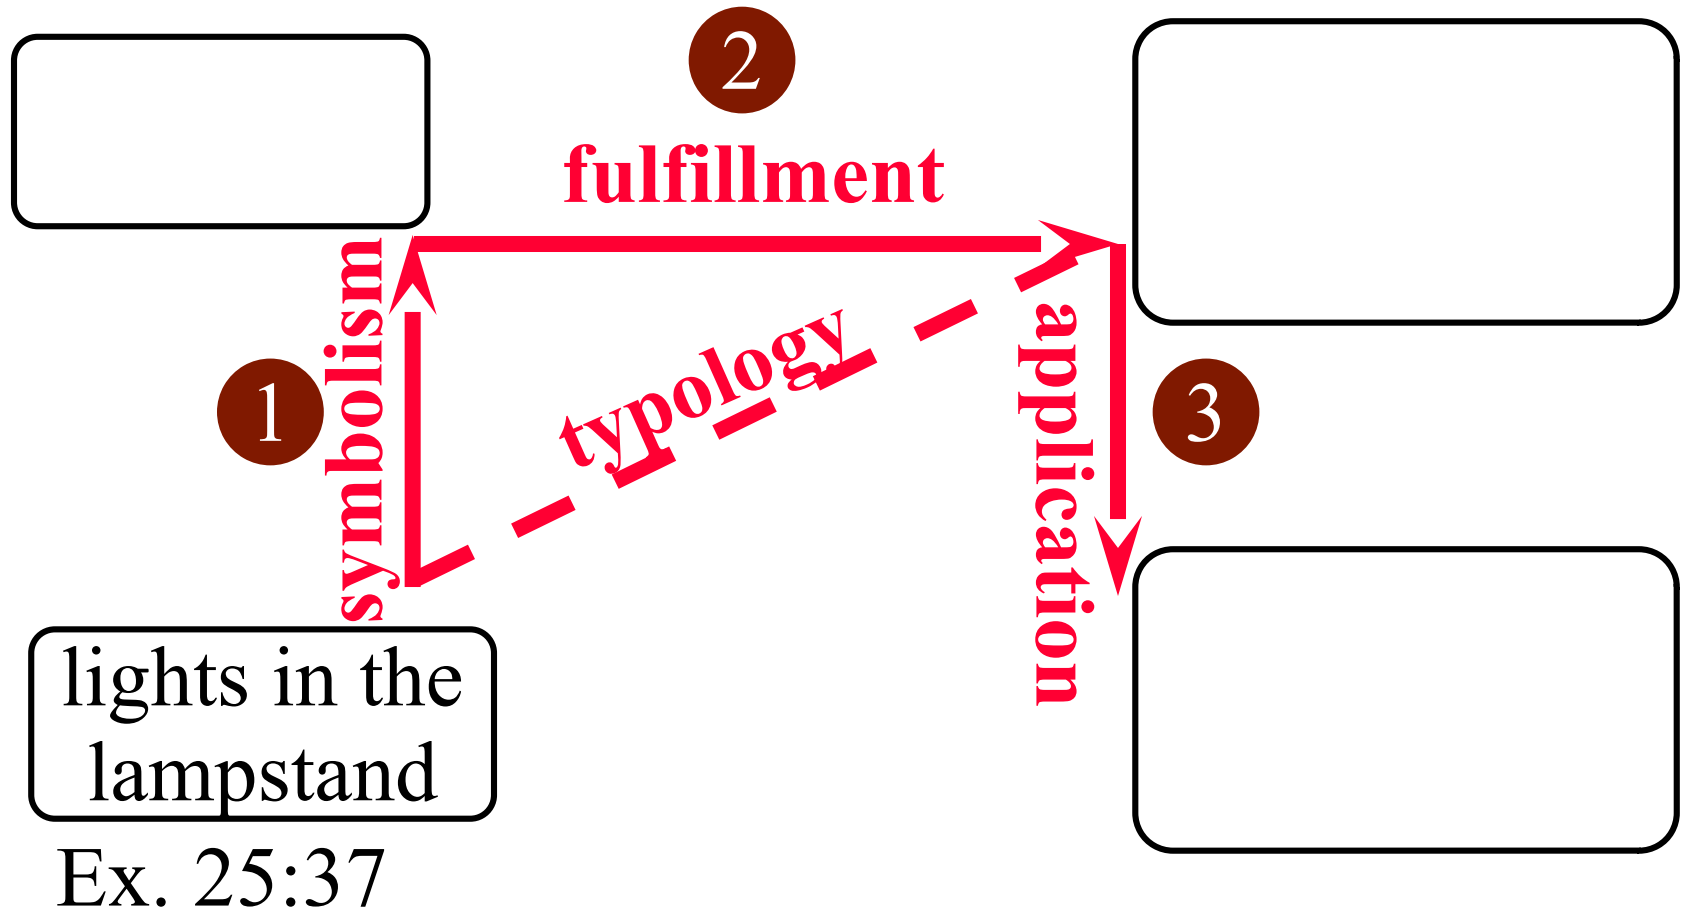 2
fulfillment
symbolism
1
typology
application
3
lights in the
lampstand
Ex. 25:37